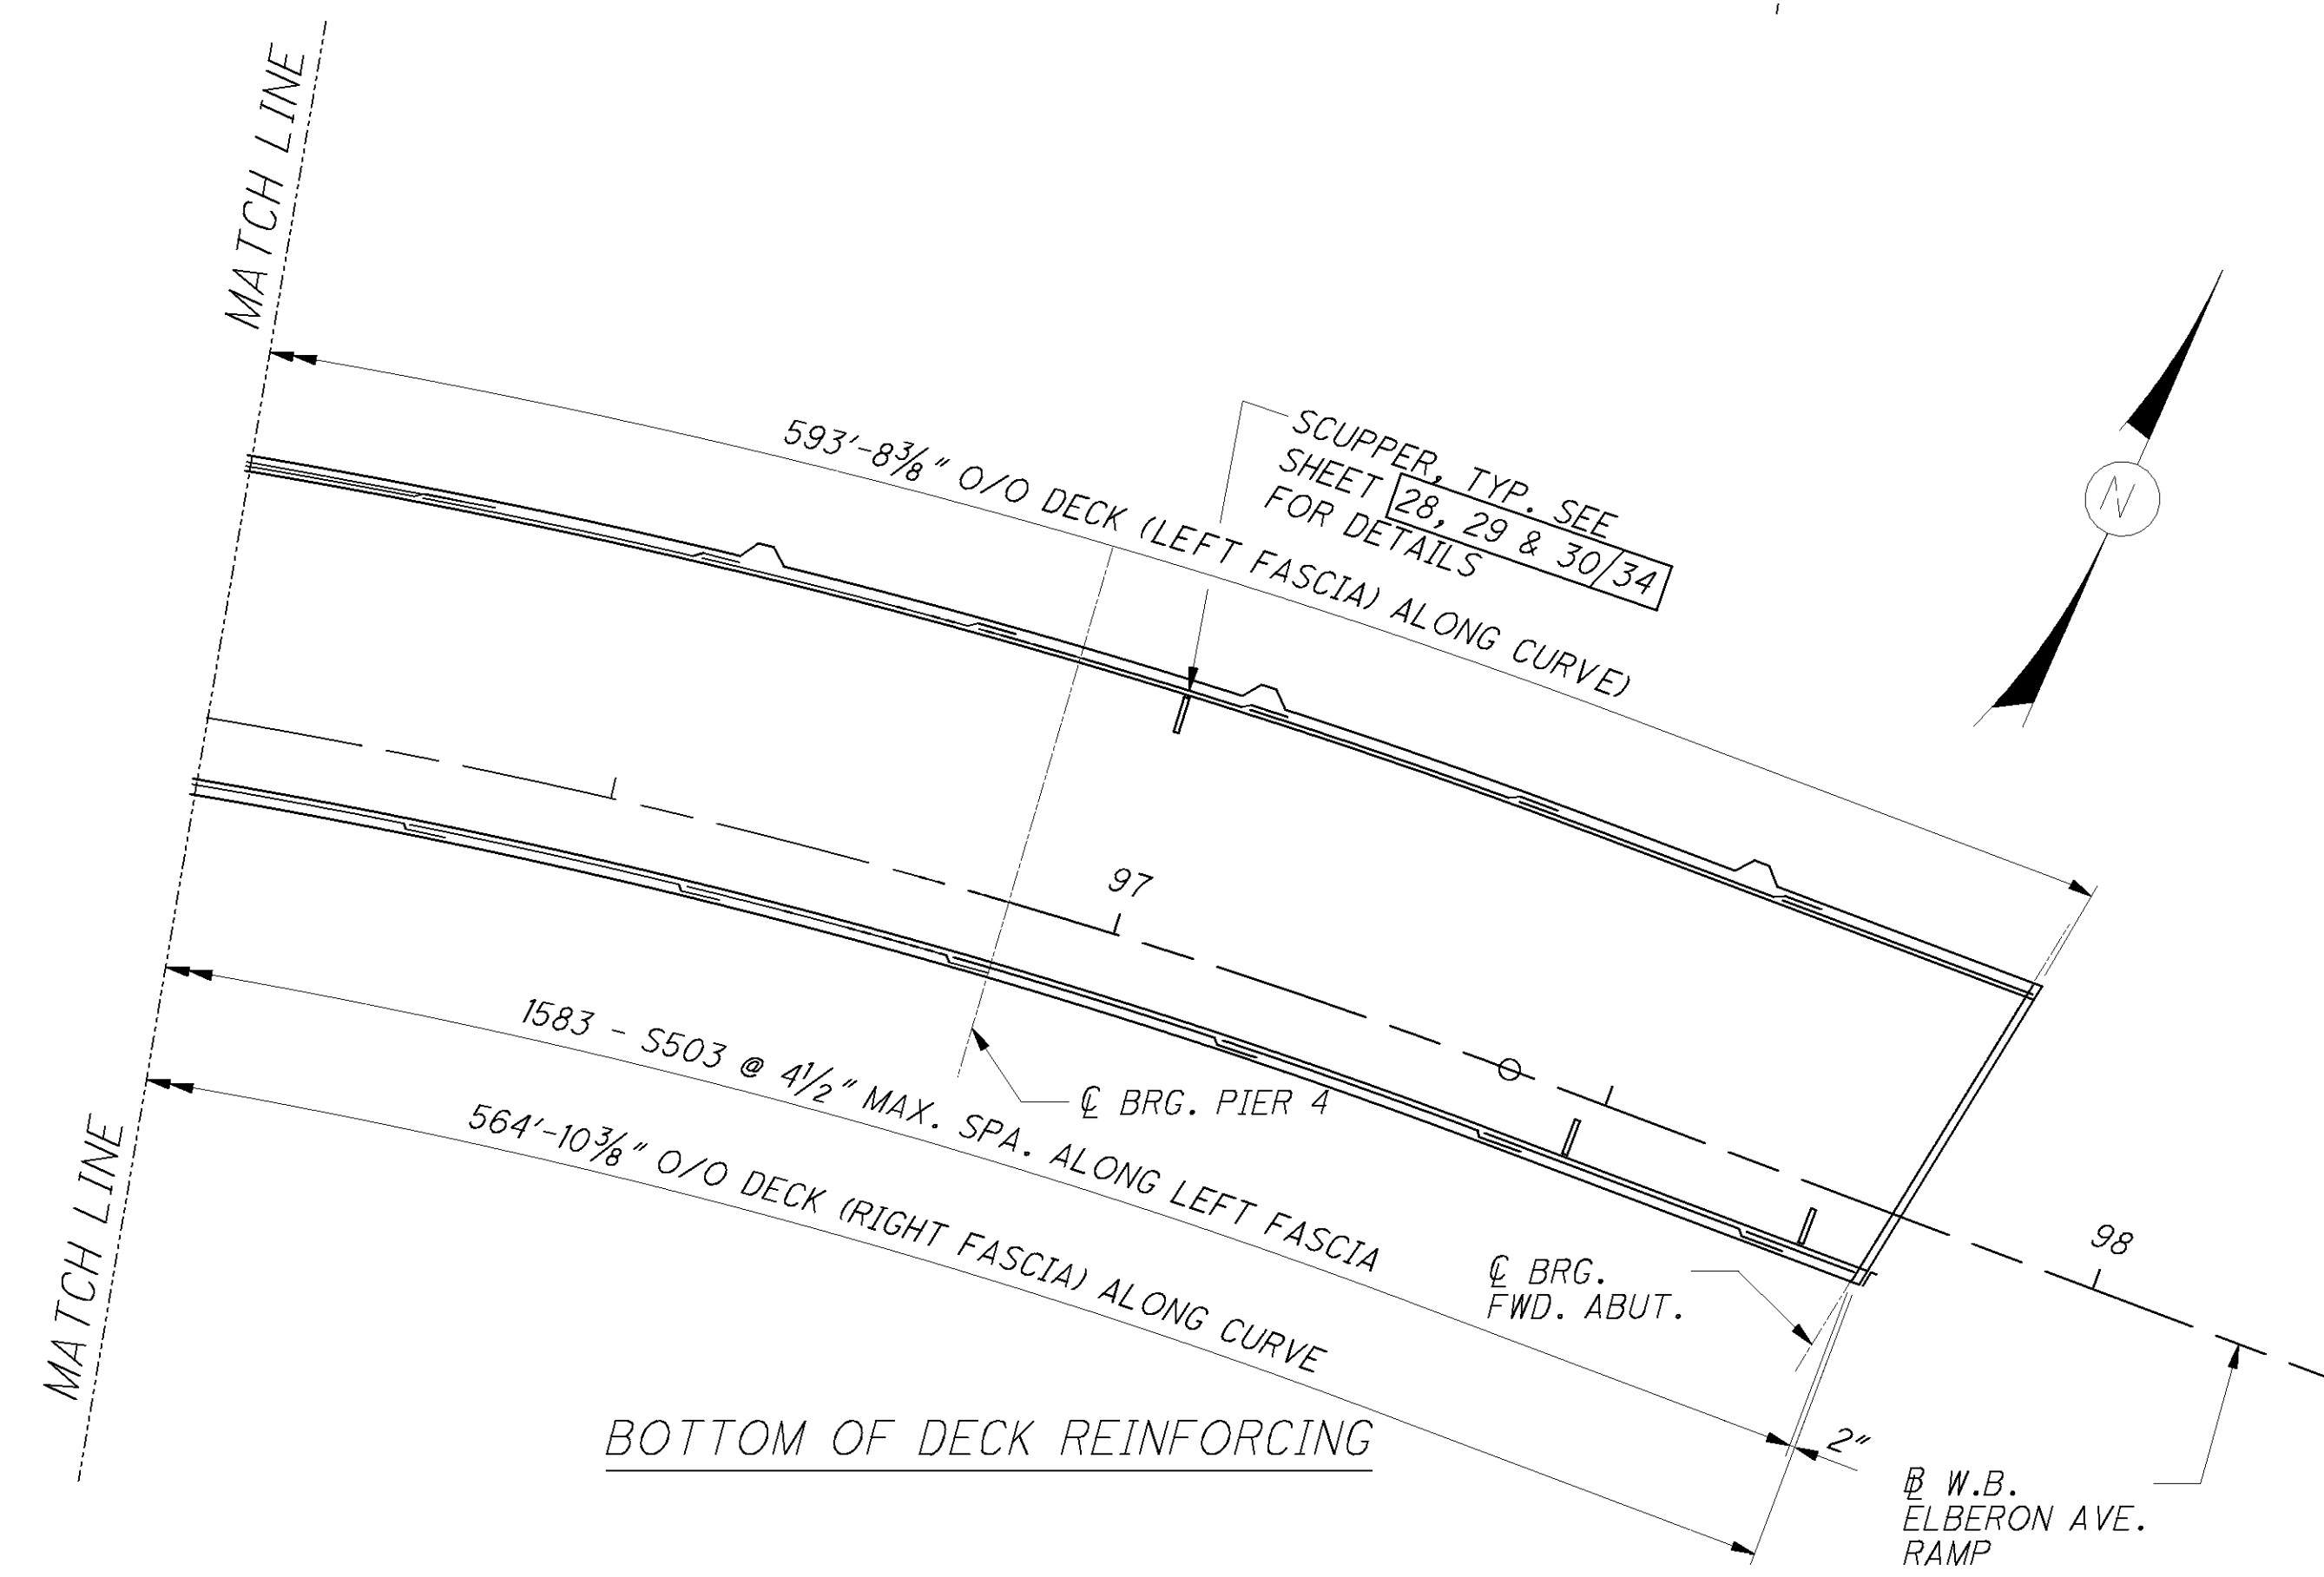 MATCH LINE
593'-8⅜" O/O DECK (LEFT FASCIA) ALONG CURVE)
SCUPPER, TYP. SEE
SHEET 28, 29 & 30/34
FOR DETAILS
N
97
1583 - S503 @ 4½" MAX. SPA. ALONG LEFT FASCIA
℄ BRG. PIER 4
564'-10⅜" O/O DECK (RIGHT FASCIA) ALONG CURVE
MATCH LINE
98
℄ BRG.
FWD. ABUT.
2"
BOTTOM OF DECK REINFORCING
BL W.B.
ELBERON AVE.
RAMP